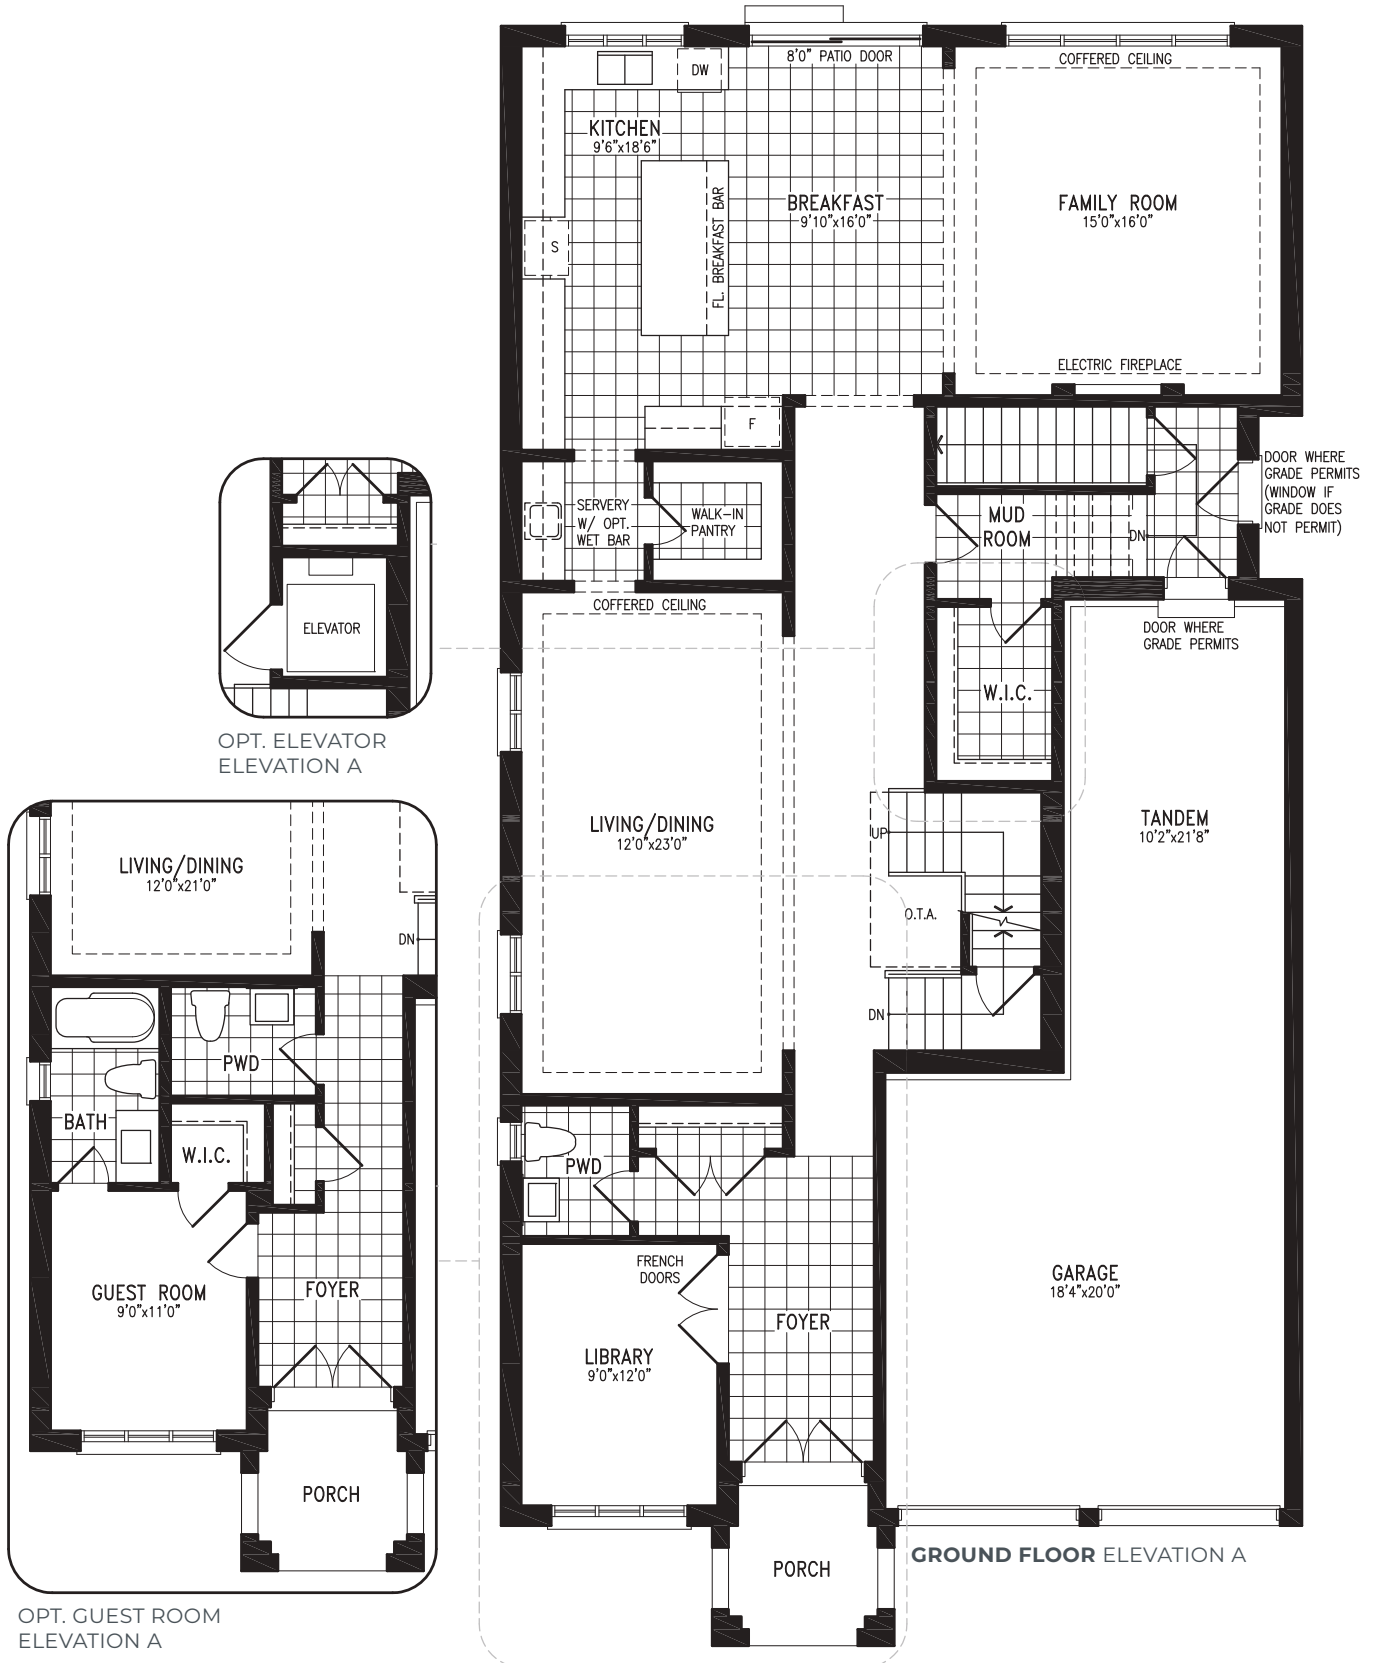 8'0" PATIO DOOR
DW
KITCHEN
9'6"x18'6"
S
FL. BREAKFAST BAR
BREAKFAST
9'10"x16'0"
COFFERED CEILING
FAMILY ROOM
15'0"x16'0"
ELECTRIC FIREPLACE
F
SERVERY
W/ OPT.
WET BAR
WALK-IN
PANTRY
MUD
ROOM
DN
DOOR WHERE
GRADE PERMITS
(WINDOW IF
GRADE DOES
NOT PERMIT)
DOOR WHERE
GRADE PERMITS
COFFERED CEILING
W.I.C.
LIVING/DINING
12'0"x23'0"
UP
O.T.A.
DN
TANDEM
10'2"x21'8"
PWD
FRENCH
DOORS
LIBRARY
9'0"x12'0"
FOYER
GARAGE
18'4"x20'0"
PORCH
GROUND FLOOR ELEVATION A
ELEVATOR
OPT. ELEVATOR
ELEVATION A
LIVING/DINING
12'0"x21'0"
DN
PWD
BATH
W.I.C.
GUEST ROOM
9'0"x11'0"
FOYER
PORCH
OPT. GUEST ROOM
ELEVATION A